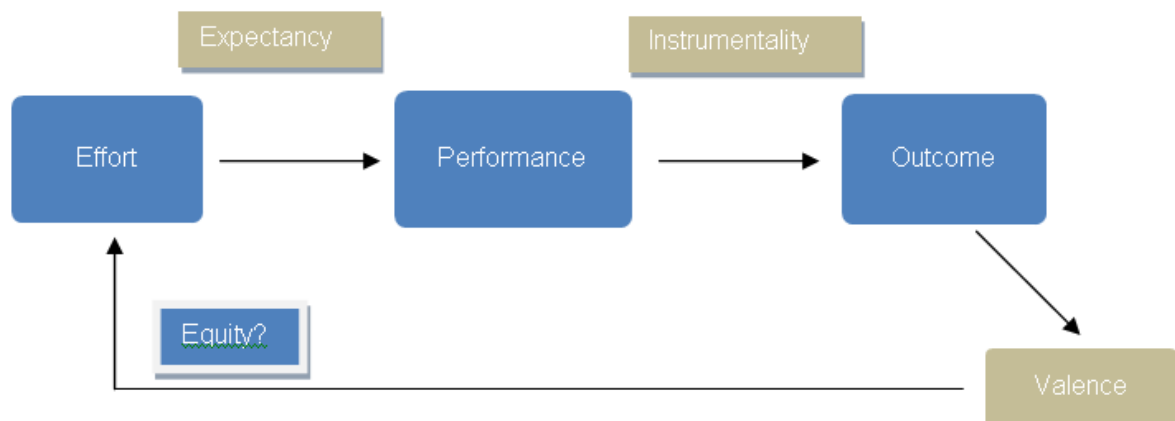 Expectancy
Instrumentality
Effort
Performance
Outcome
Equity?
Valence